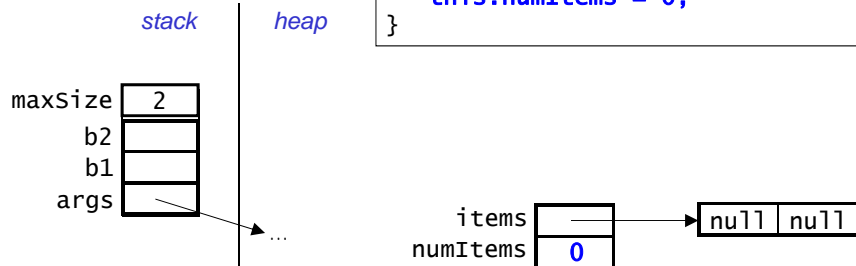 this.numItems = 0;
}
stack heap
maxSize 2
b2
b1
args
...
items null null
numItems 0